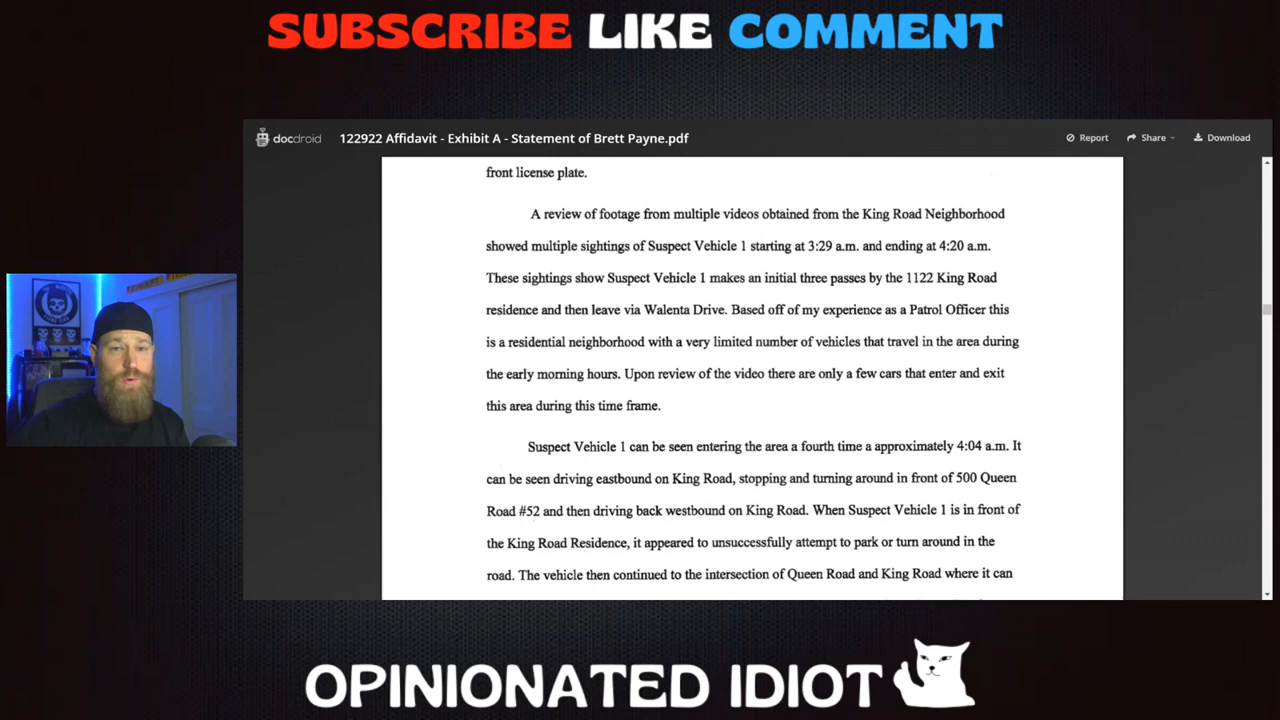 SUBSCRIBE LIKE COMMENT
docdroid
122922 Affidavit - Exhibit A - Statement of Brett Payne.pdf
Report
Share
Download
front license plate.
A review of footage from multiple videos obtained from the King Road Neighborhood
showed multiple sightings of Suspect Vehicle 1 starting at 3:29 a.m. and ending at 4:20 a.m.
These sightings show Suspect Vehicle 1 makes an initial three passes by the 1122 King Road
residence and then leave via Walenta Drive. Based off of my experience as a Patrol Officer this
is a residential neighborhood with a very limited number of vehicles that travel in the area during
the early morning hours. Upon review of the video there are only a few cars that enter and exit
this area during this time frame.
Suspect Vehicle 1 can be seen entering the area a fourth time a approximately 4:04 a.m. It
can be seen driving eastbound on King Road, stopping and turning around in front of 500 Queen
Road #52 and then driving back westbound on King Road. When Suspect Vehicle 1 is in front of
the King Road Residence, it appeared to unsuccessfully attempt to park or turn around in the
road. The vehicle then continued to the intersection of Queen Road and King Road where it can
OPINIONATED IDIOT